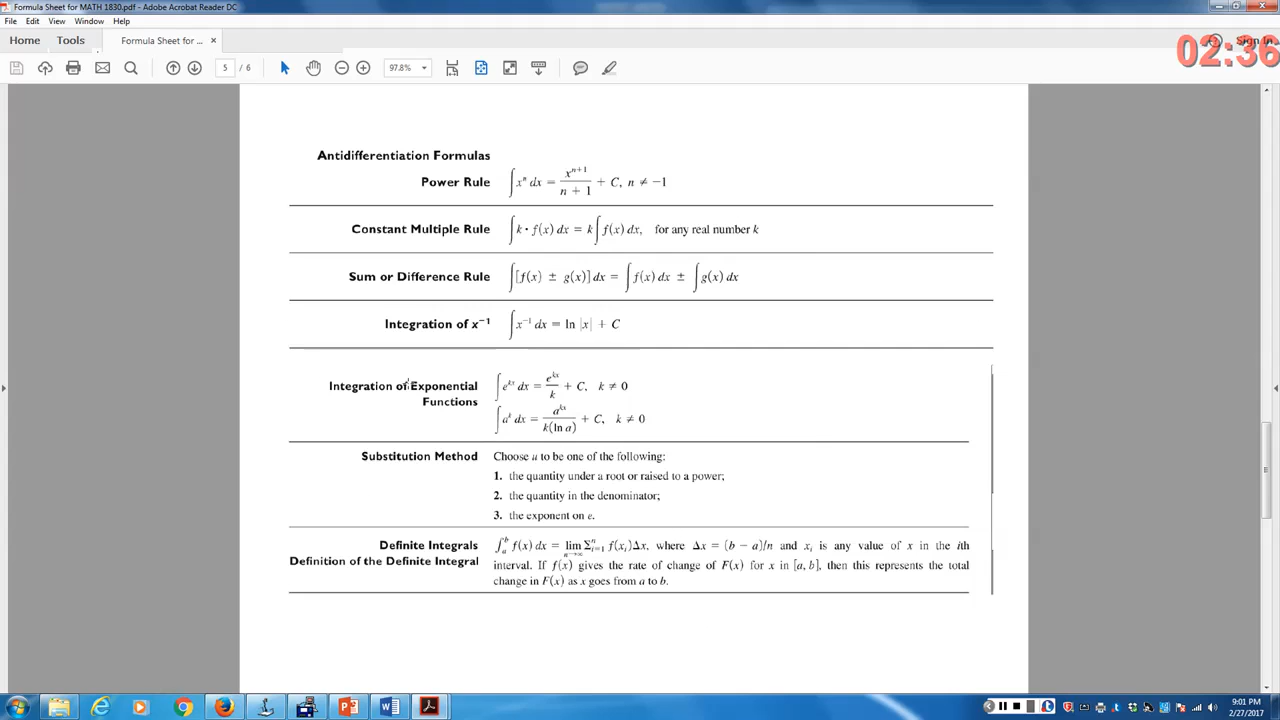 Formula Sheet for MATH 1830.pdf - Adobe Acrobat Reader DC
File Edit View Window Help
Home Tools Formula Sheet for ... × Sign In
02:36
5 / 6 97.8%
Antidifferentiation Formulas
Power Rule ∫ xⁿ dx = xⁿ⁺¹/(n + 1) + C, n ≠ −1
Constant Multiple Rule ∫ k · f(x) dx = k ∫ f(x) dx, for any real number k
Sum or Difference Rule ∫ [f(x) ± g(x)] dx = ∫ f(x) dx ± ∫ g(x) dx
Integration of x⁻¹ ∫ x⁻¹ dx = ln |x| + C
Integration of Exponential
Functions
∫ eᵏˣ dx = eᵏˣ/k + C, k ≠ 0
∫ aᵏ dx = aᵏˣ/(k(ln a)) + C, k ≠ 0
Substitution Method Choose u to be one of the following:
1. the quantity under a root or raised to a power;
2. the quantity in the denominator;
3. the exponent on e.
Definite Integrals
Definition of the Definite Integral
∫ₐᵇ f(x) dx = lim n→∞ Σⁿᵢ₌₁ f(xᵢ)Δx, where Δx = (b − a)/n and xᵢ is any value of x in the ith
interval. If f(x) gives the rate of change of F(x) for x in [a, b], then this represents the total
change in F(x) as x goes from a to b.
9:01 PM
2/27/2017